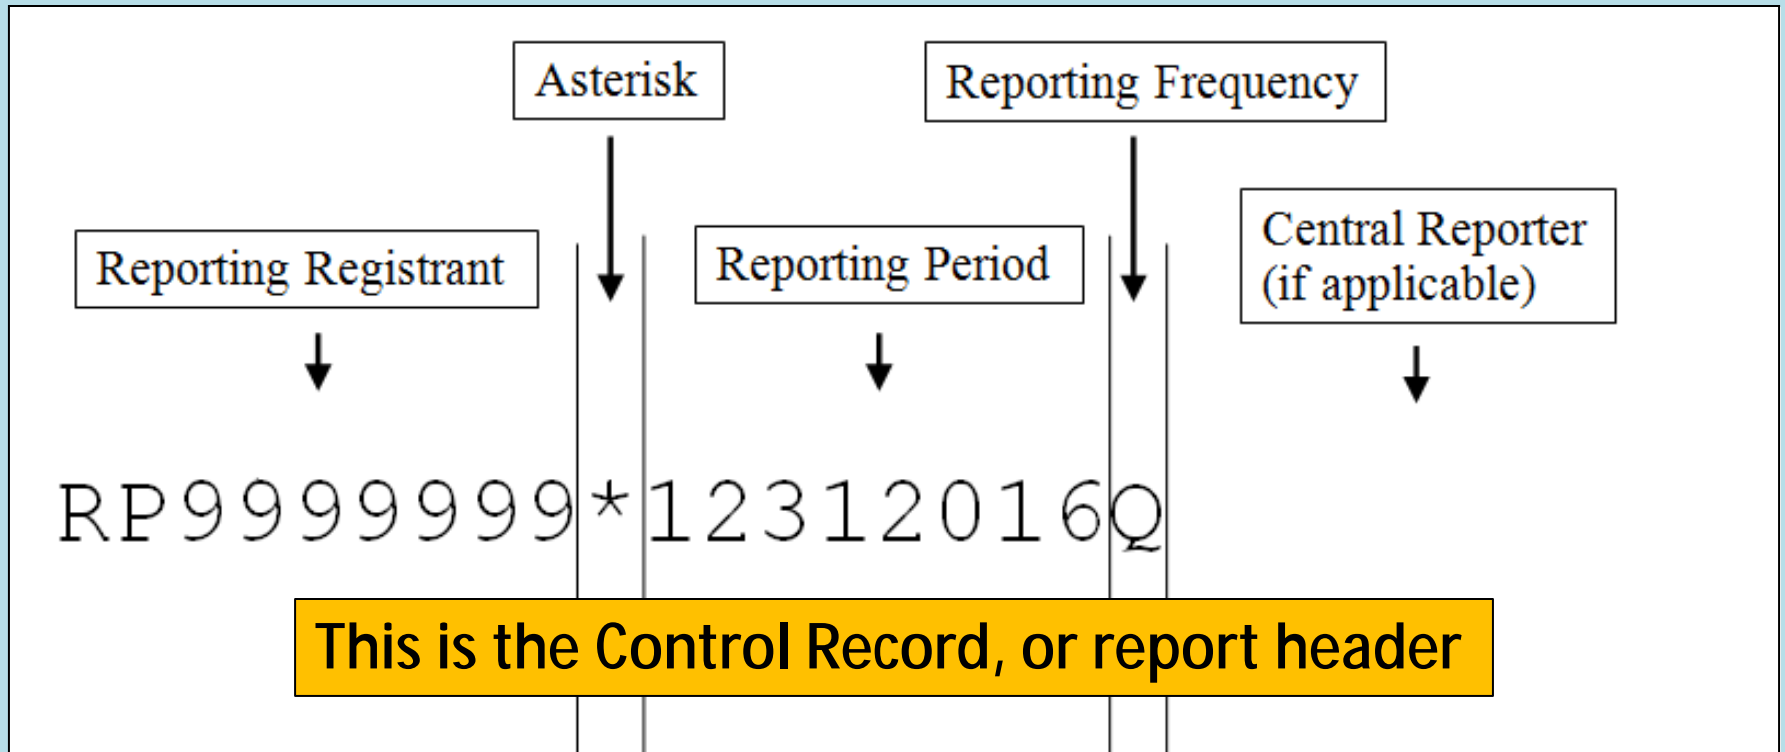 Asterisk
Reporting Frequency
Reporting Registrant
Reporting Period
Central Reporter
(if applicable)
RP9999999*12312016Q
This is the Control Record, or report header